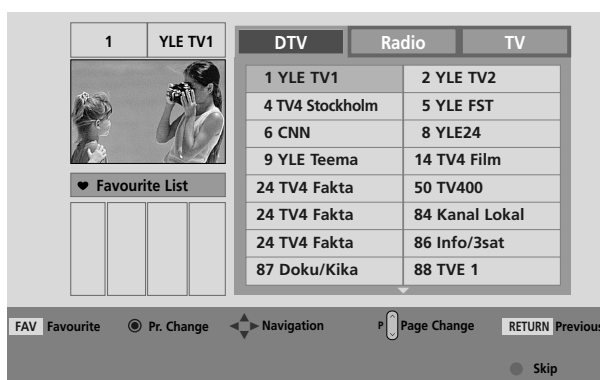 1 YLE TV1
DTV Radio TV
1 YLE TV1 2 YLE TV2
4 TV4 Stockholm 5 YLE FST
6 CNN 8 YLE24
9 YLE Teema 14 TV4 Film
Favourite List
24 TV4 Fakta 50 TV400
24 TV4 Fakta 84 Kanal Lokal
24 TV4 Fakta 86 Info/3sat
87 Doku/Kika 88 TVE 1
FAV Favourite Pr. Change Navigation P Page Change RETURN Previous
Skip